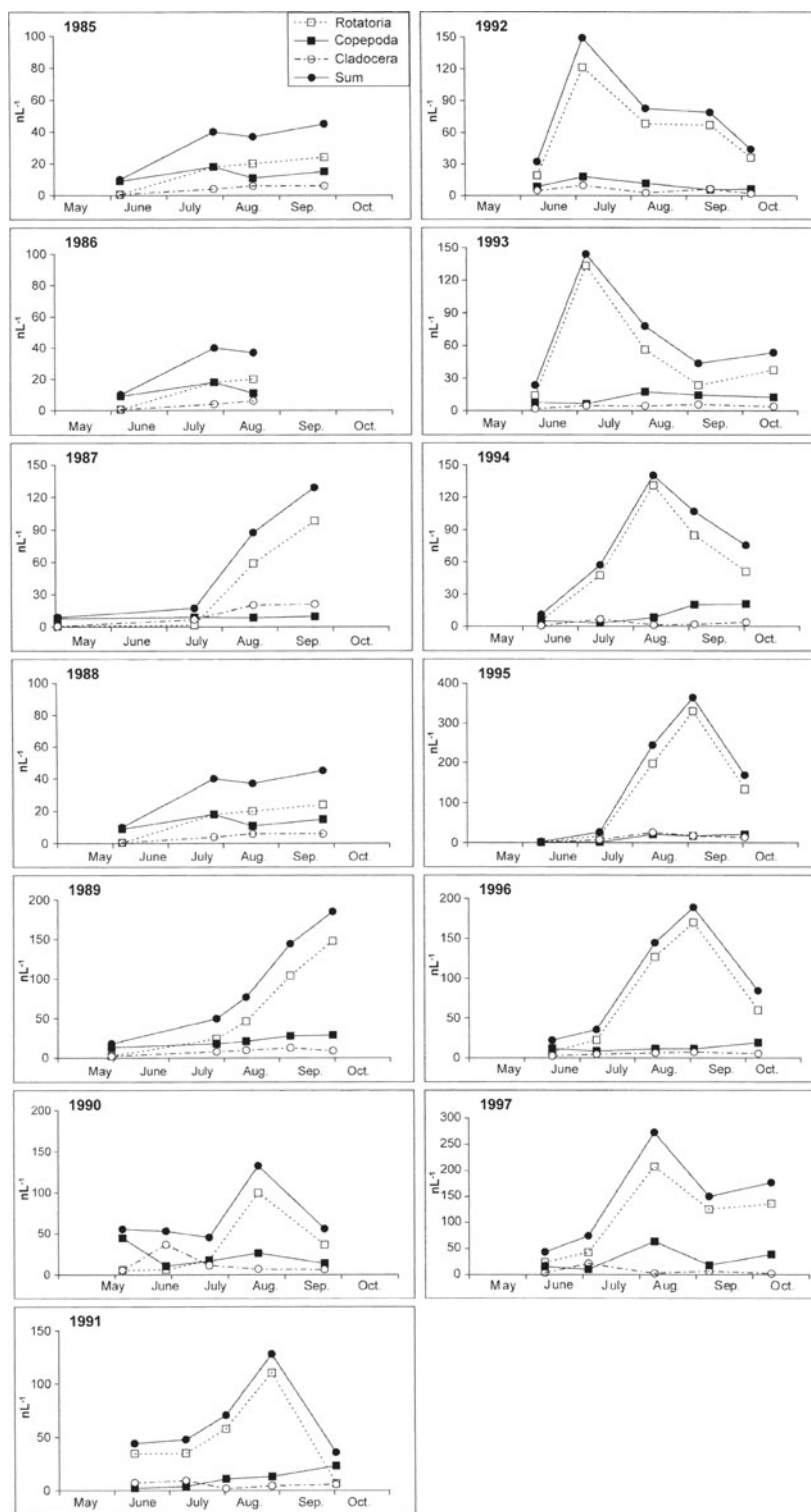 1985
Rotatoria
Copepoda
Cladocera
Sum
100
80
60
40
20
0
nL-1
May June July Aug. Sep. Oct.
1986
100
80
60
40
20
0
nL-1
May June July Aug. Sep. Oct.
1987
150
120
90
60
30
0
nL-1
May June July Aug. Sep. Oct.
1988
100
80
60
40
20
0
nL-1
May June July Aug. Sep. Oct.
1989
200
150
100
50
0
nL-1
May June July Aug. Sep. Oct.
1990
200
150
100
50
0
nL-1
May June July Aug. Sep. Oct.
1991
150
100
50
0
nL-1
May June July Aug. Sep. Oct.
1992
150
120
90
60
30
0
nL-1
May June July Aug. Sep. Oct.
1993
150
120
90
60
30
0
nL-1
May June July Aug. Sep. Oct.
1994
150
120
90
60
30
0
nL-1
May June July Aug. Sep. Oct.
1995
400
300
200
100
0
nL-1
May June July Aug. Sep. Oct.
1996
200
150
100
50
0
nL-1
May June July Aug. Sep. Oct.
1997
300
250
200
150
100
50
0
nL-1
May June July Aug. Sep. Oct.